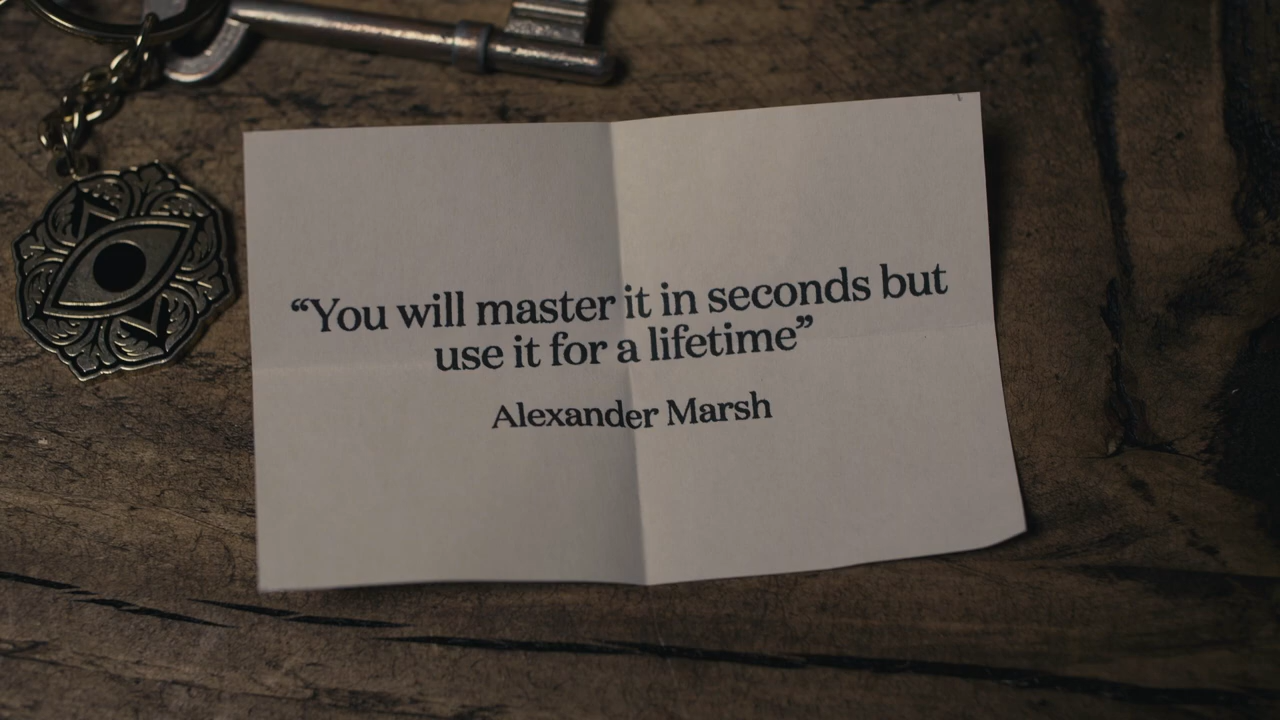 “You will master it in seconds but
use it for a lifetime”
Alexander Marsh